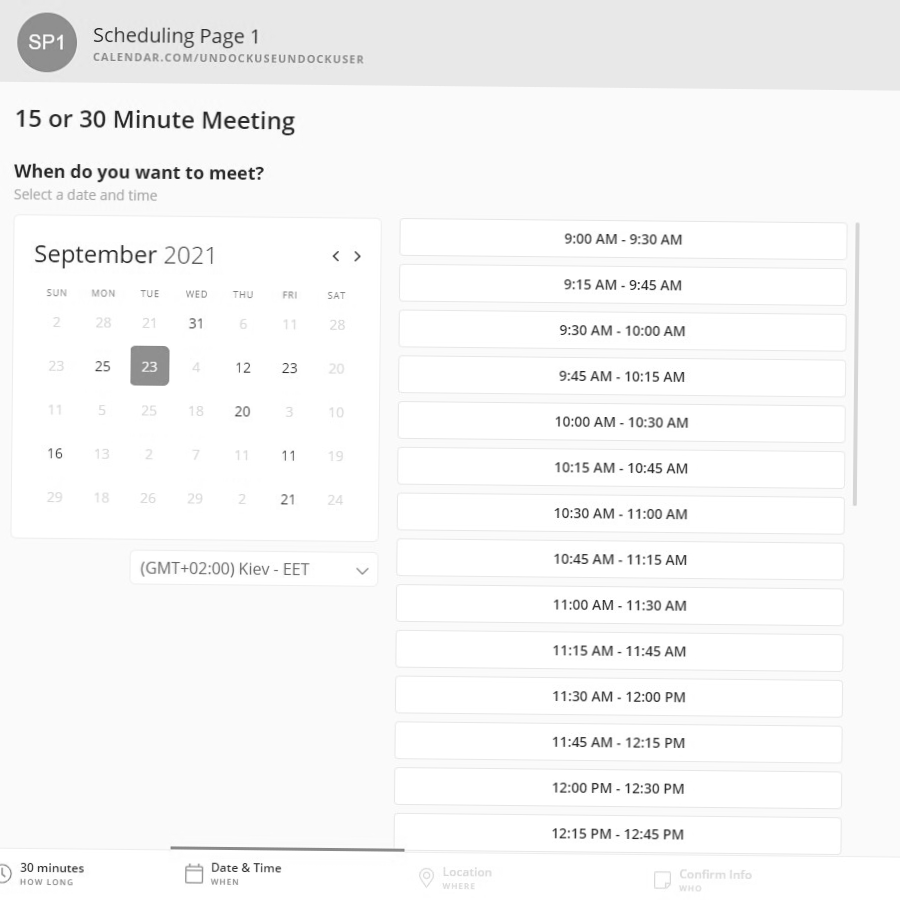 SP1
Scheduling Page 1
CALENDAR.COM/UNDOCKUSEUNDOCKUSER
15 or 30 Minute Meeting
When do you want to meet?
Select a date and time
September 2021
< >
SUN MON TUE WED THU FRI SAT
2 28 21 31 6 11 28
23 25 23 4 12 23 20
11 5 25 18 20 3 10
16 13 2 7 11 11 19
29 18 26 29 2 21 24
(GMT+02:00) Kiev - EET
9:00 AM - 9:30 AM
9:15 AM - 9:45 AM
9:30 AM - 10:00 AM
9:45 AM - 10:15 AM
10:00 AM - 10:30 AM
10:15 AM - 10:45 AM
10:30 AM - 11:00 AM
10:45 AM - 11:15 AM
11:00 AM - 11:30 AM
11:15 AM - 11:45 AM
11:30 AM - 12:00 PM
11:45 AM - 12:15 PM
12:00 PM - 12:30 PM
12:15 PM - 12:45 PM
30 minutes
HOW LONG
Date & Time
WHEN
Location
WHERE
Confirm Info
WHO